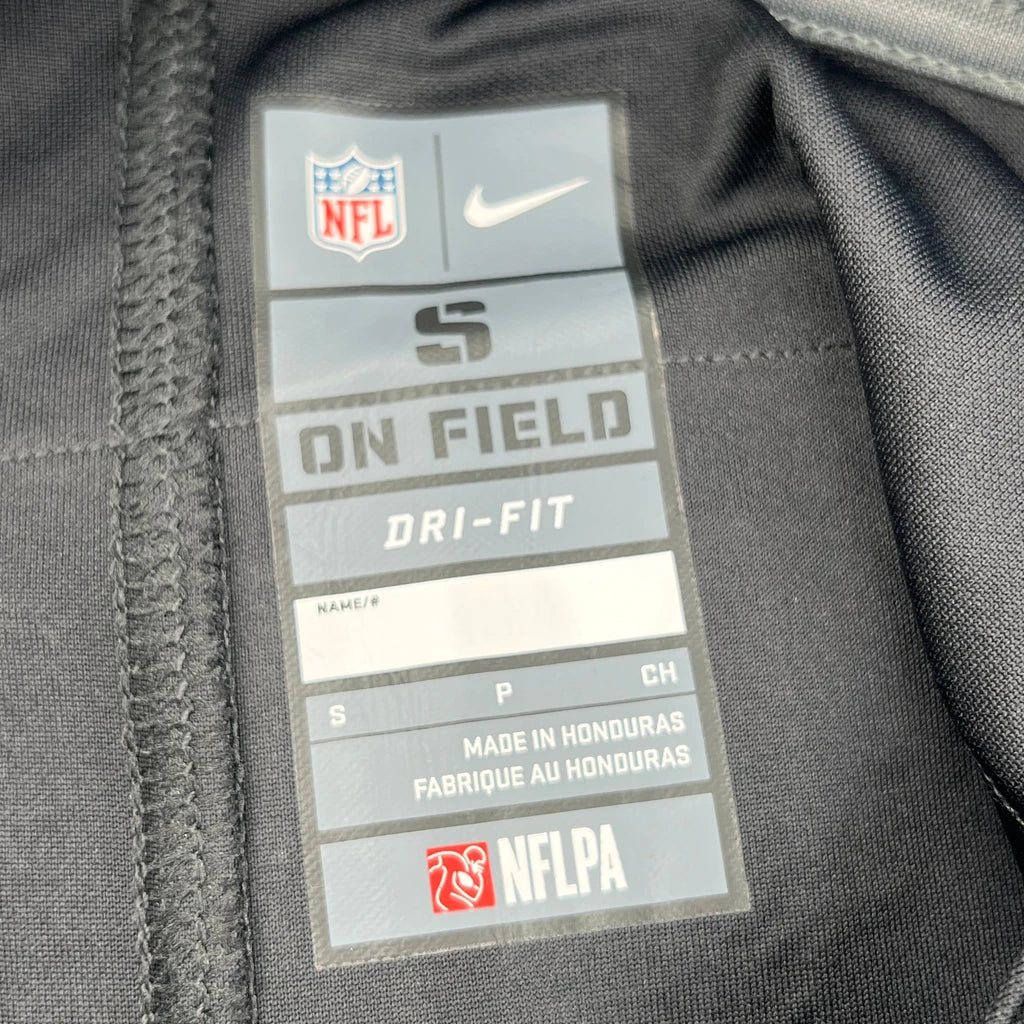 NFL
S
ON FIELD
DRI-FIT
NAME/#
S P CH
MADE IN HONDURAS
FABRIQUE AU HONDURAS
NFLPA